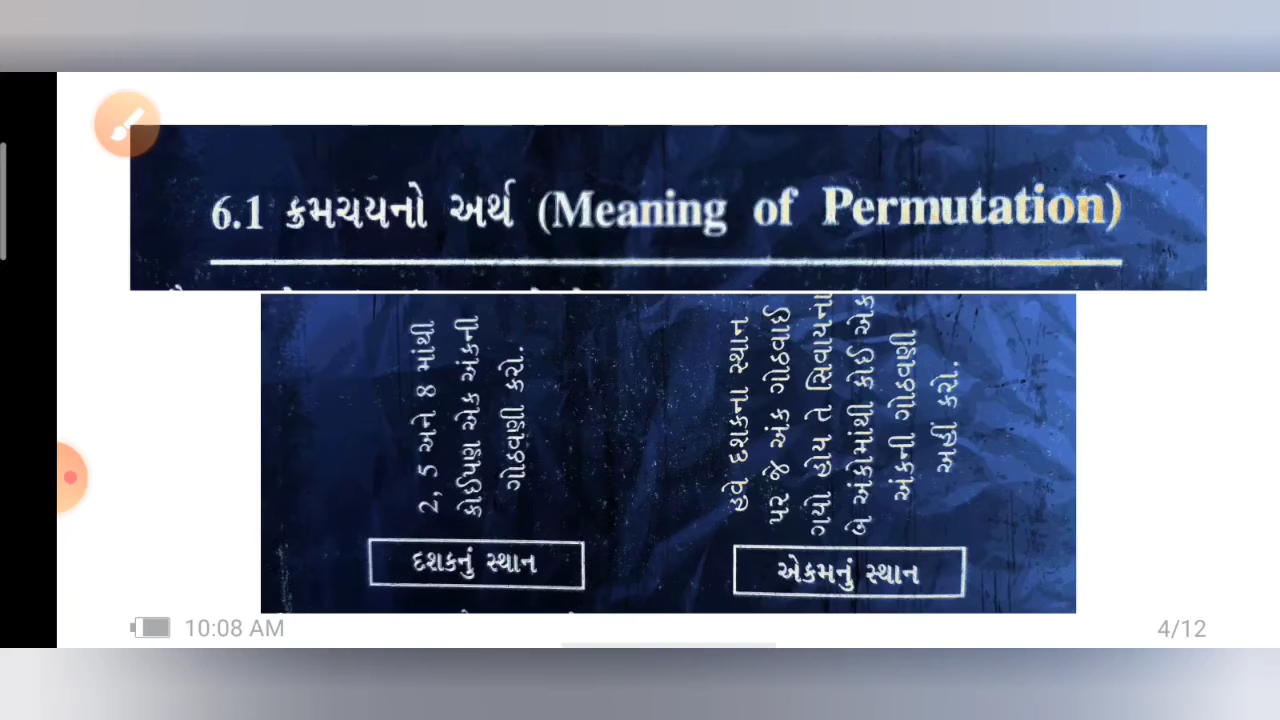 6.1 ક્રમચયનો અર્થ (Meaning of Permutation)
2, 5 અને 8 માંથી
કોઈપણ એક અંકની
ગોઠવણી કરો.
દશકનું સ્થાન
હવે દશકના સ્થાન
પર જે અંક ગોઠવાઈ
ગયો હોય તે સિવાયના
બે અંકોમાંથી કોઈ એક
અંકની ગોઠવણી
અહીં કરો.
એકમનું સ્થાન
10:08 AM
4/12